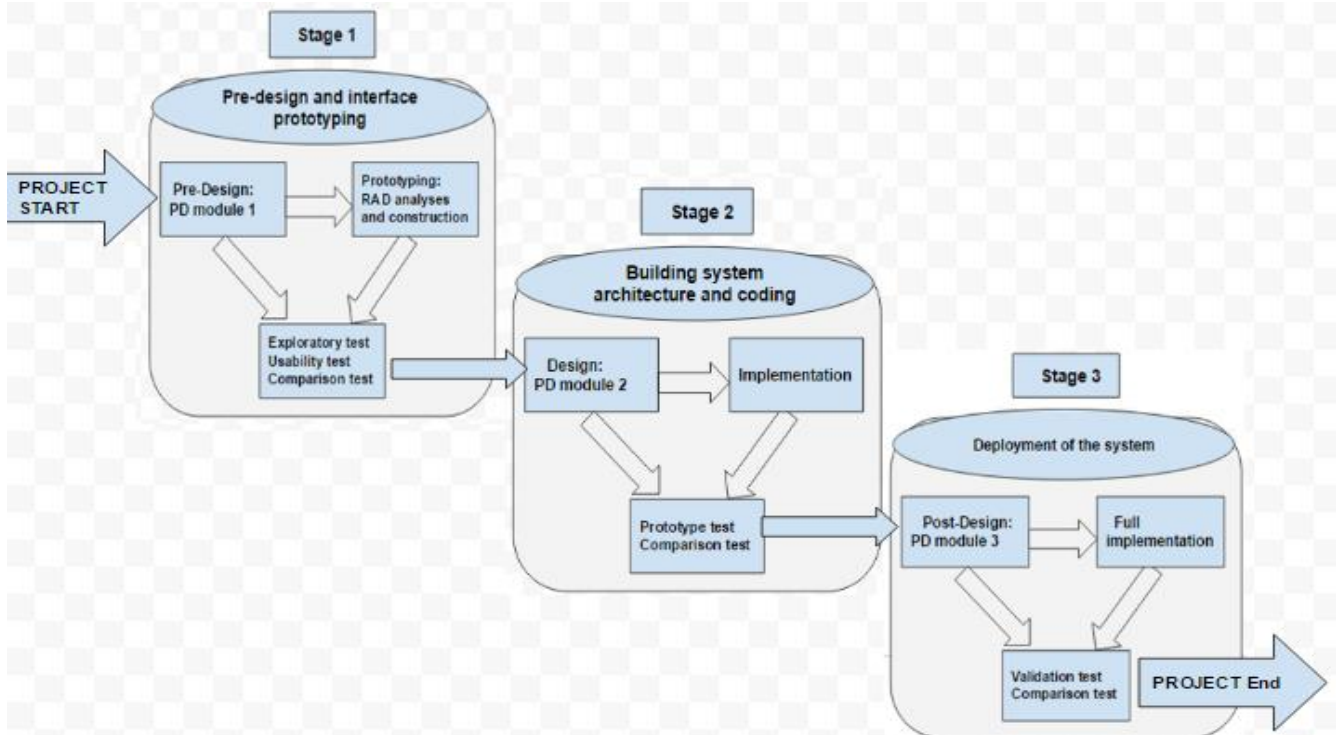 Stage 1
Pre-design and interface
prototyping
PROJECT
START
Pre-Design:
PD module 1
Prototyping:
RAD analyses
and construction
Exploratory test
Usability test
Comparison test
Stage 2
Building system
architecture and coding
Design:
PD module 2
Implementation
Prototype test
Comparison test
Stage 3
Deployment of the system
Post-Design:
PD module 3
Full
implementation
Validation test
Comparison test
PROJECT End